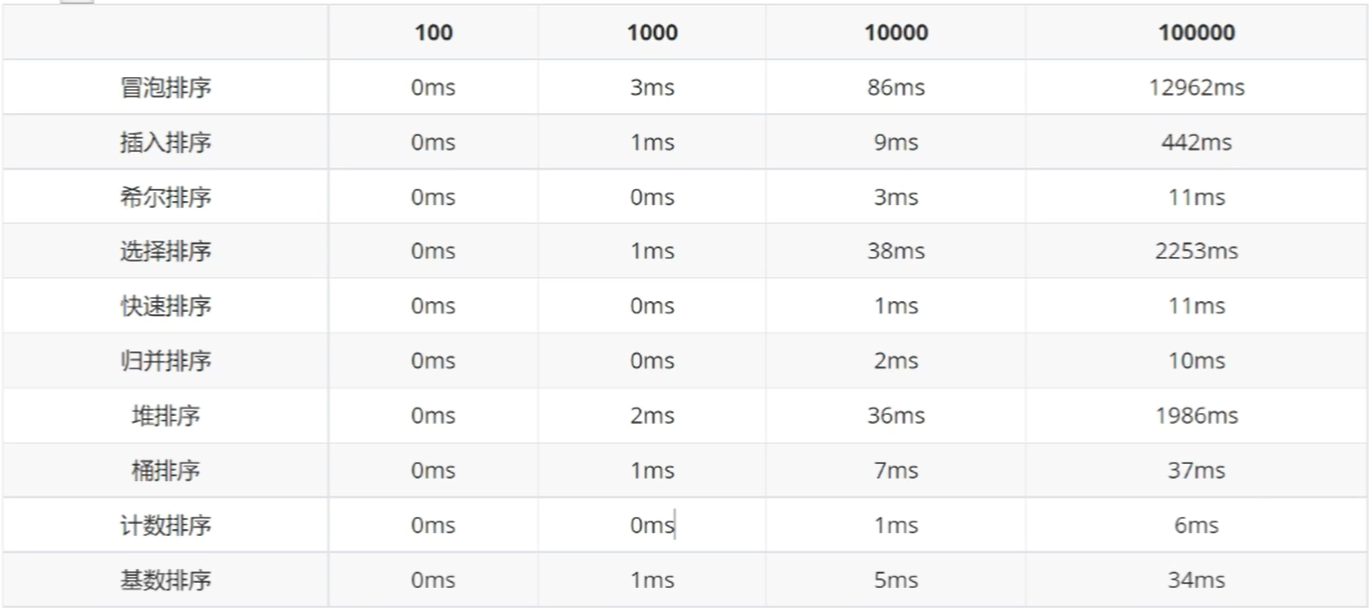 100 1000 10000 100000
冒泡排序 0ms 3ms 86ms 12962ms
插入排序 0ms 1ms 9ms 442ms
希尔排序 0ms 0ms 3ms 11ms
选择排序 0ms 1ms 38ms 2253ms
快速排序 0ms 0ms 1ms 11ms
归并排序 0ms 0ms 2ms 10ms
堆排序 0ms 2ms 36ms 1986ms
桶排序 0ms 1ms 7ms 37ms
计数排序 0ms 0ms 1ms 6ms
基数排序 0ms 1ms 5ms 34ms